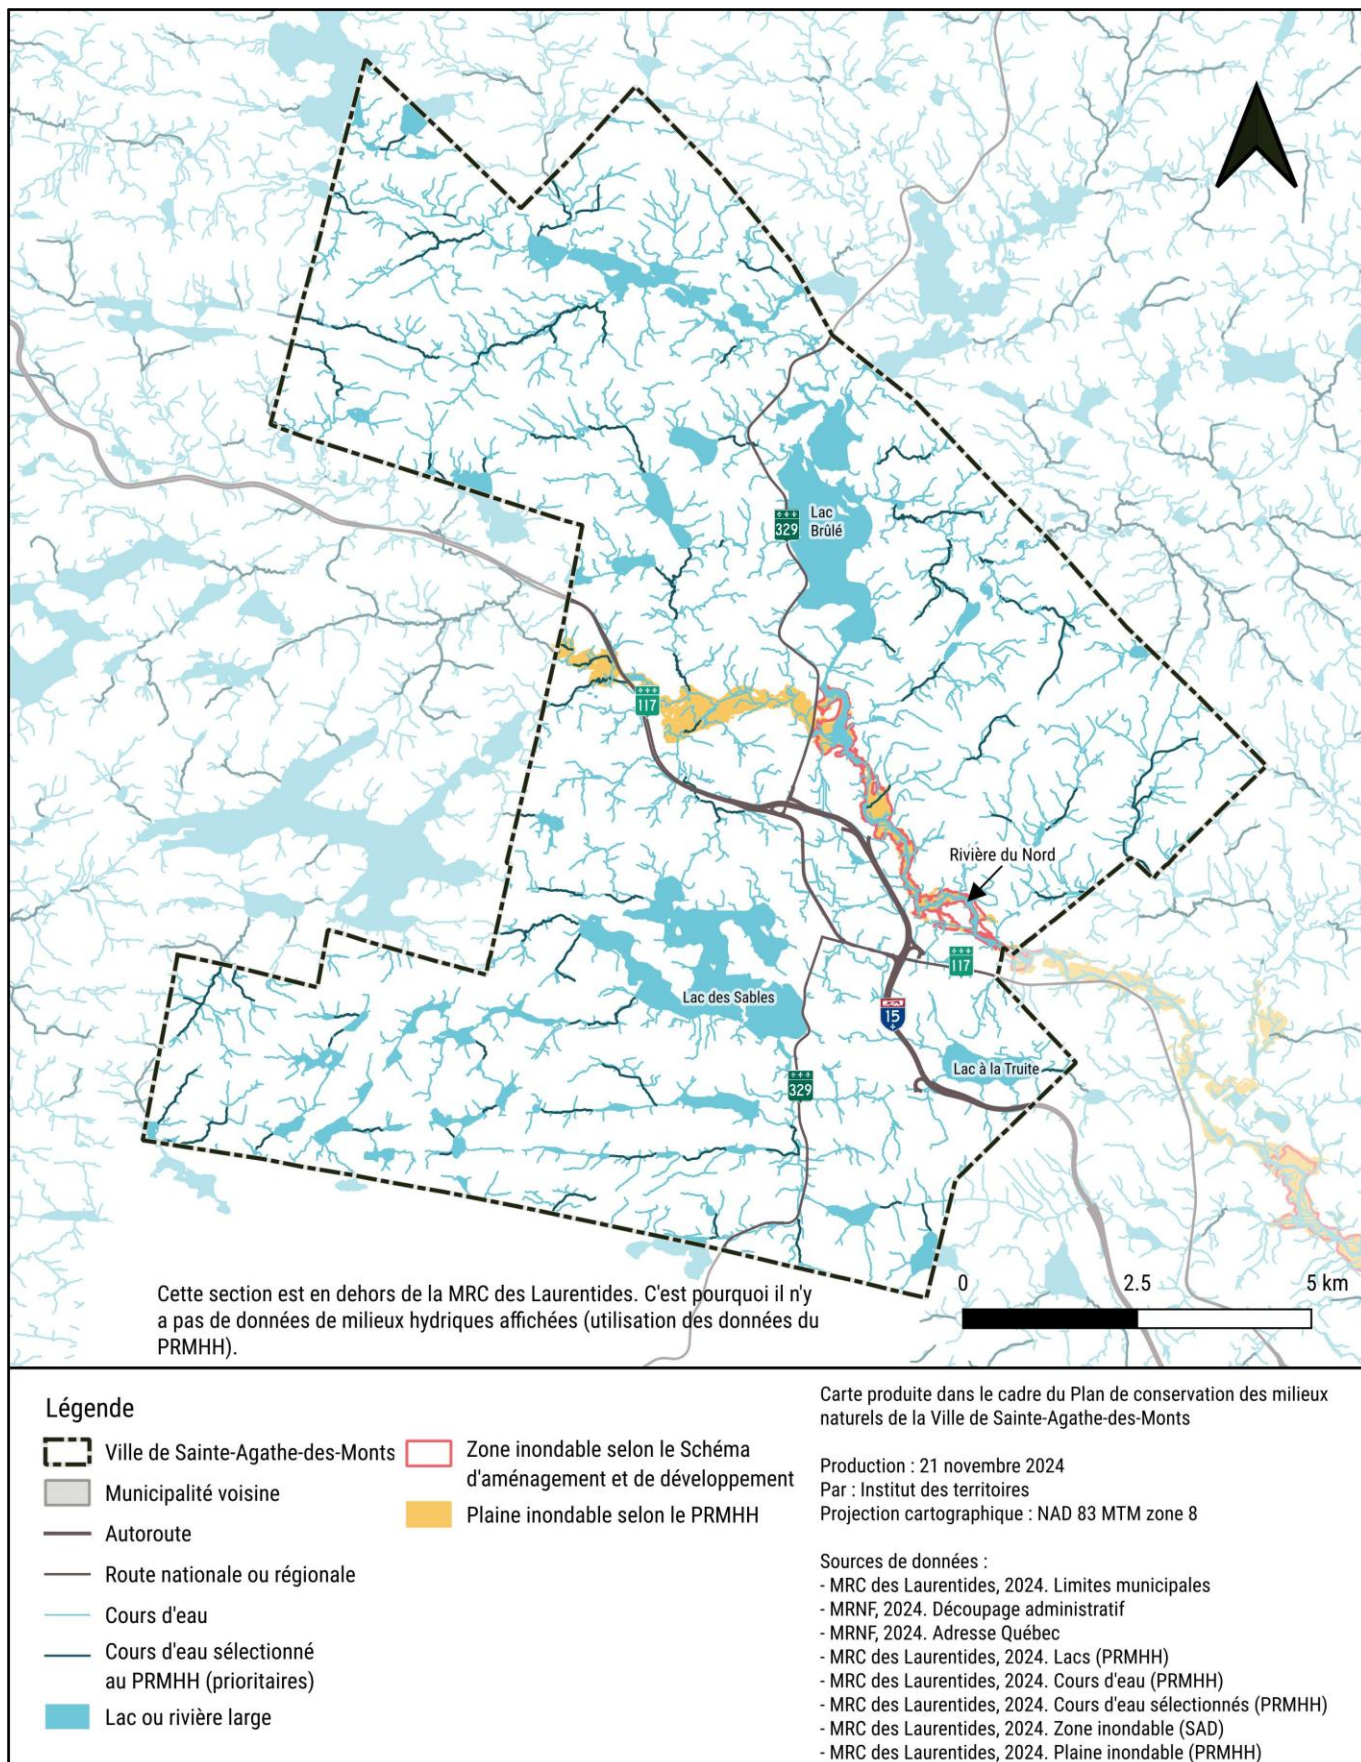 329
Lac
Brûlé
117
Rivière du Nord
117
Lac des Sables
15
Lac à la Truite
329
Cette section est en dehors de la MRC des Laurentides. C'est pourquoi il n'y
a pas de données de milieux hydriques affichées (utilisation des données du
PRMHH).
0 2.5 5 km
Légende
Ville de Sainte-Agathe-des-Monts
Municipalité voisine
Autoroute
Route nationale ou régionale
Cours d'eau
Cours d'eau sélectionné
au PRMHH (prioritaires)
Lac ou rivière large
Zone inondable selon le Schéma
d'aménagement et de développement
Plaine inondable selon le PRMHH
Carte produite dans le cadre du Plan de conservation des milieux
naturels de la Ville de Sainte-Agathe-des-Monts
Production : 21 novembre 2024
Par : Institut des territoires
Projection cartographique : NAD 83 MTM zone 8
Sources de données :
- MRC des Laurentides, 2024. Limites municipales
- MRNF, 2024. Découpage administratif
- MRNF, 2024. Adresse Québec
- MRC des Laurentides, 2024. Lacs (PRMHH)
- MRC des Laurentides, 2024. Cours d'eau (PRMHH)
- MRC des Laurentides, 2024. Cours d'eau sélectionnés (PRMHH)
- MRC des Laurentides, 2024. Zone inondable (SAD)
- MRC des Laurentides, 2024. Plaine inondable (PRMHH)